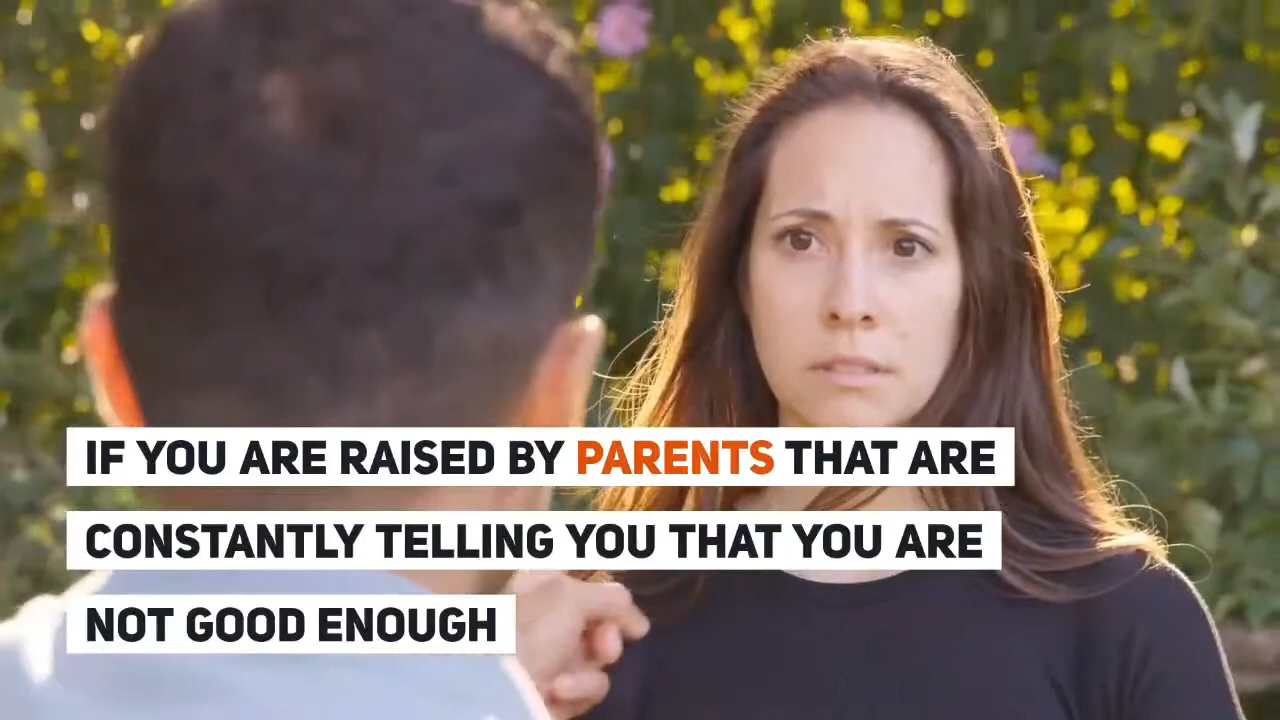 IF YOU ARE RAISED BY PARENTS THAT ARE
CONSTANTLY TELLING YOU THAT YOU ARE
NOT GOOD ENOUGH